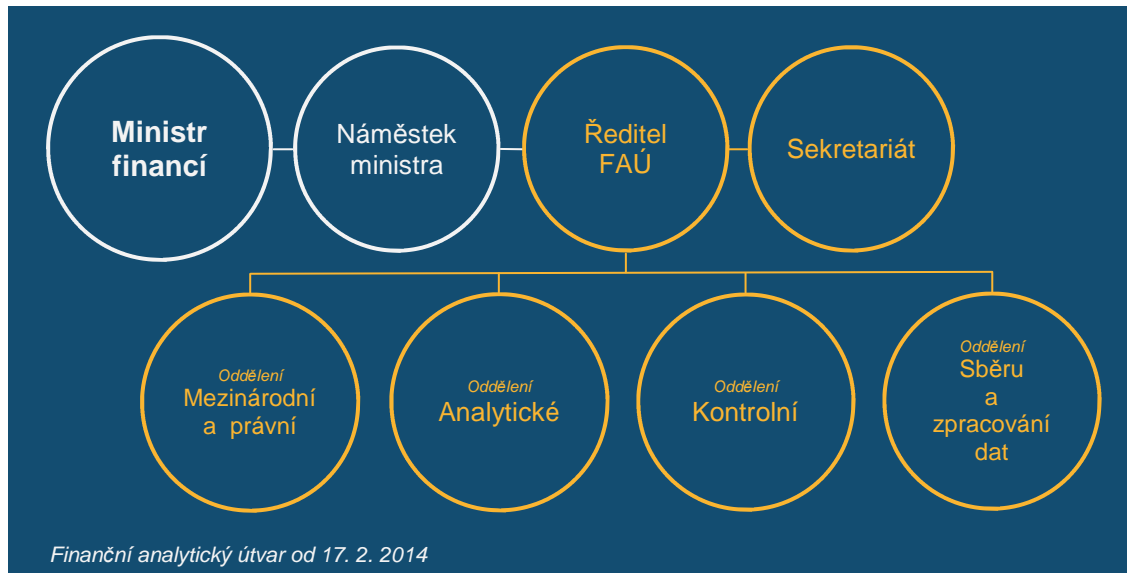 Ministr
financí
Náměstek
ministra
Ředitel
FAÚ
Sekretariát
Oddělení
Mezinárodní
a právní
Oddělení
Analytické
Oddělení
Kontrolní
Oddělení
Sběru
a
zpracování
dat
Finanční analytický útvar od 17. 2. 2014